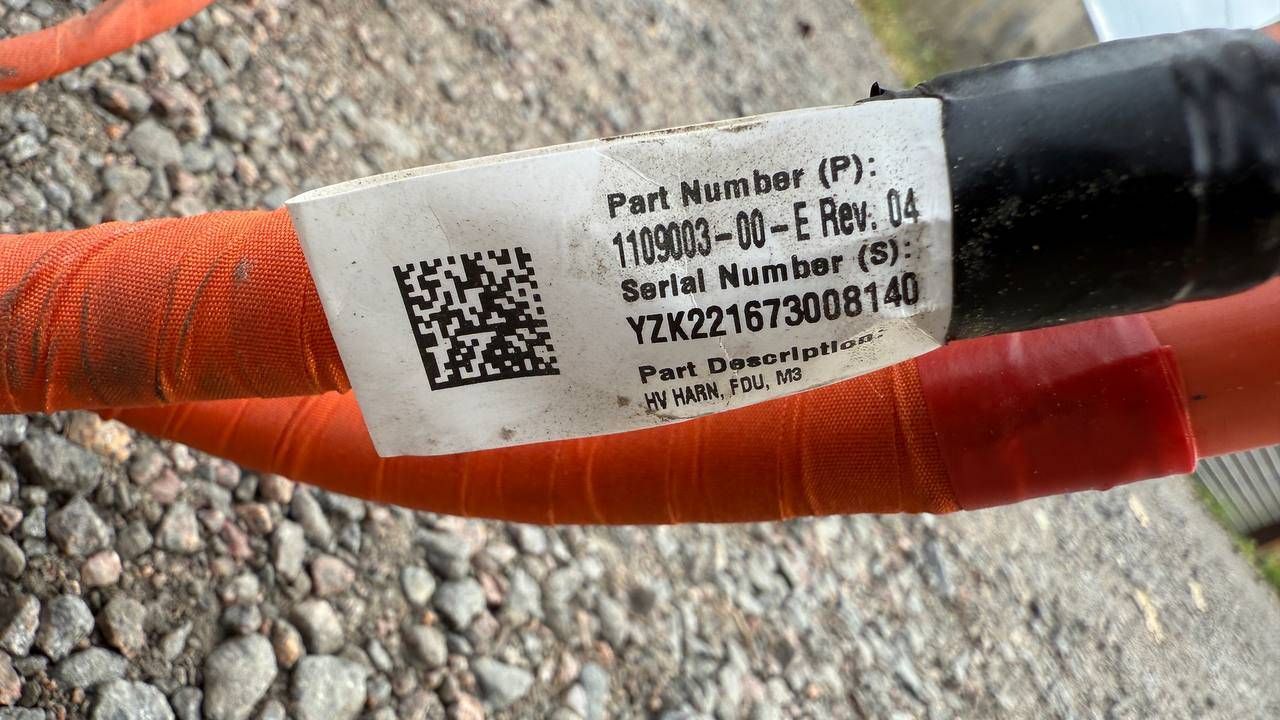 Part Number (P):
1109003-00-E Rev: 04
Serial Number (S):
YZK221673008140
Part Description:
HV HARN, FDU, M3